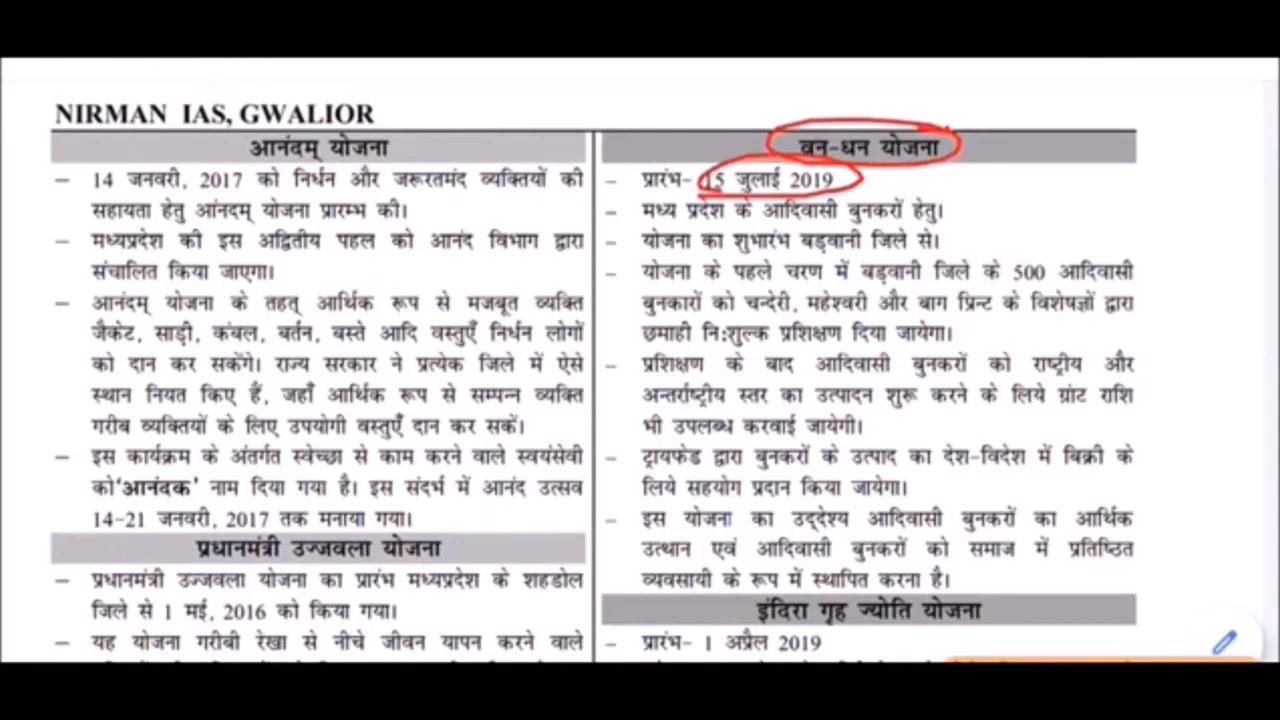 NIRMAN IAS, GWALIOR
आनंदम् योजना
– 14 जनवरी, 2017 को निर्धन और जरूरतमंद व्यक्तियों की
सहायता हेतु आंनदम् योजना प्रारम्भ की।
– मध्यप्रदेश की इस अद्वितीय पहल को आनंद विभाग द्वारा
संचालित किया जाएगा।
– आनंदम् योजना के तहत् आर्थिक रूप से मजबूत व्यक्ति
जैकेट, साड़ी, कंबल, बर्तन, बस्ते आदि वस्तुएँ निर्धन लोगों
को दान कर सकेंगे। राज्य सरकार ने प्रत्येक जिले में ऐसे
स्थान नियत किए हैं, जहाँ आर्थिक रूप से सम्पन्न व्यक्ति
गरीब व्यक्तियों के लिए उपयोगी वस्तुएँ दान कर सकें।
– इस कार्यक्रम के अंतर्गत स्वेच्छा से काम करने वाले स्वयंसेवी
को‘आनंदक’ नाम दिया गया है। इस संदर्भ में आनंद उत्सव
14-21 जनवरी, 2017 तक मनाया गया।
प्रधानमंत्री उज्जवला योजना
– प्रधानमंत्री उज्जवला योजना का प्रारंभ मध्यप्रदेश के शहडोल
जिले से 1 मई, 2016 को किया गया।
– यह योजना गरीबी रेखा से नीचे जीवन यापन करने वाले
वन-धन योजना
– प्रारंभ- 15 जुलाई 2019
– मध्य प्रदेश के आदिवासी बुनकरों हेतु।
– योजना का शुभारंभ बड़वानी जिले से।
– योजना के पहले चरण में बड़वानी जिले के 500 आदिवासी
बुनकारों को चन्देरी, महेश्वरी और बाग प्रिन्ट के विशेषज्ञों द्वारा
छमाही नि:शुल्क प्रशिक्षण दिया जायेगा।
– प्रशिक्षण के बाद आदिवासी बुनकरों को राष्ट्रीय और
अन्तर्राष्ट्रीय स्तर का उत्पादन शुरू करने के लिये ग्रांट राशि
भी उपलब्ध करवाई जायेगी।
– ट्रायफेड द्वारा बुनकरों के उत्पाद का देश-विदेश में बिक्री के
लिये सहयोग प्रदान किया जायेगा।
– इस योजना का उद्देश्य आदिवासी बुनकरों का आर्थिक
उत्थान एवं आदिवासी बुनकरों को समाज में प्रतिष्ठित
व्यवसायी के रूप में स्थापित करना है।
इंदिरा गृह ज्योति योजना
– प्रारंभ- 1 अप्रैल 2019